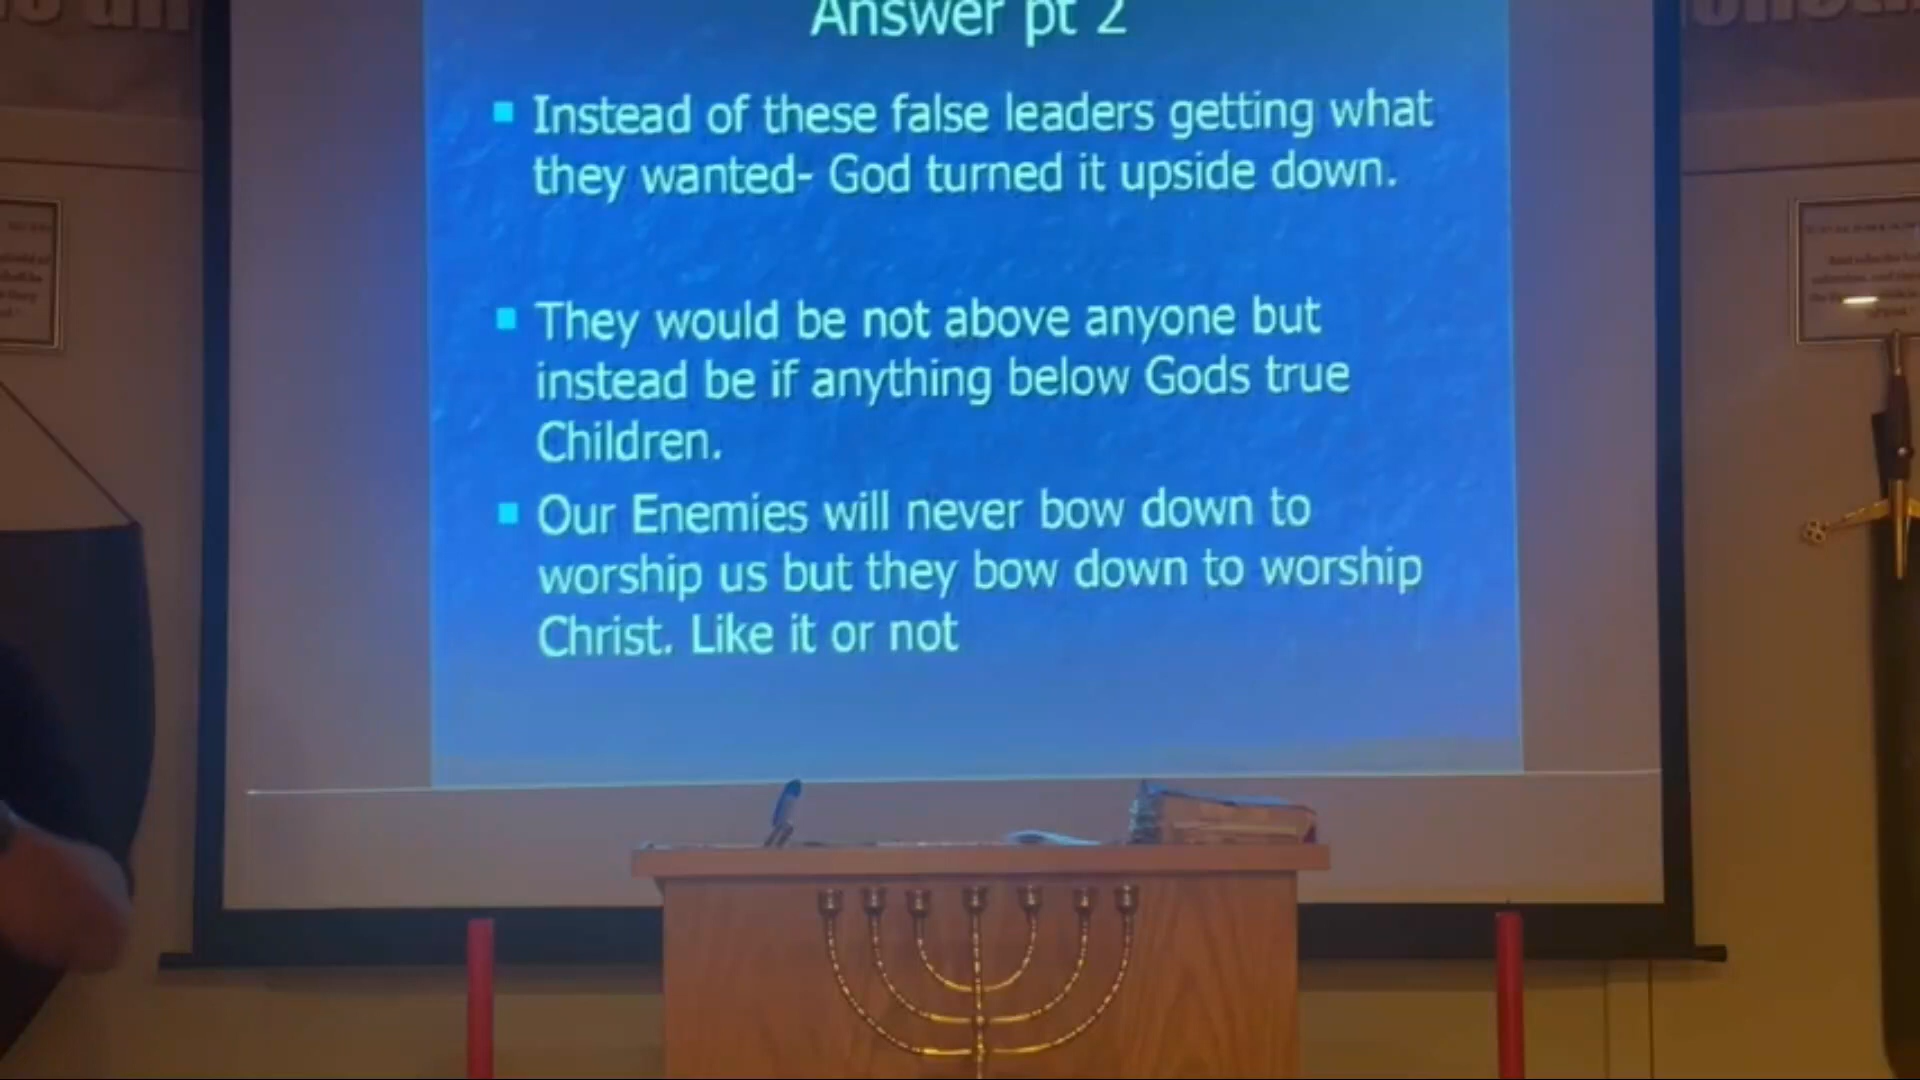 Answer pt 2
Instead of these false leaders getting what
they wanted- God turned it upside down.
They would be not above anyone but
instead be if anything below Gods true
Children.
Our Enemies will never bow down to
worship us but they bow down to worship
Christ. Like it or not